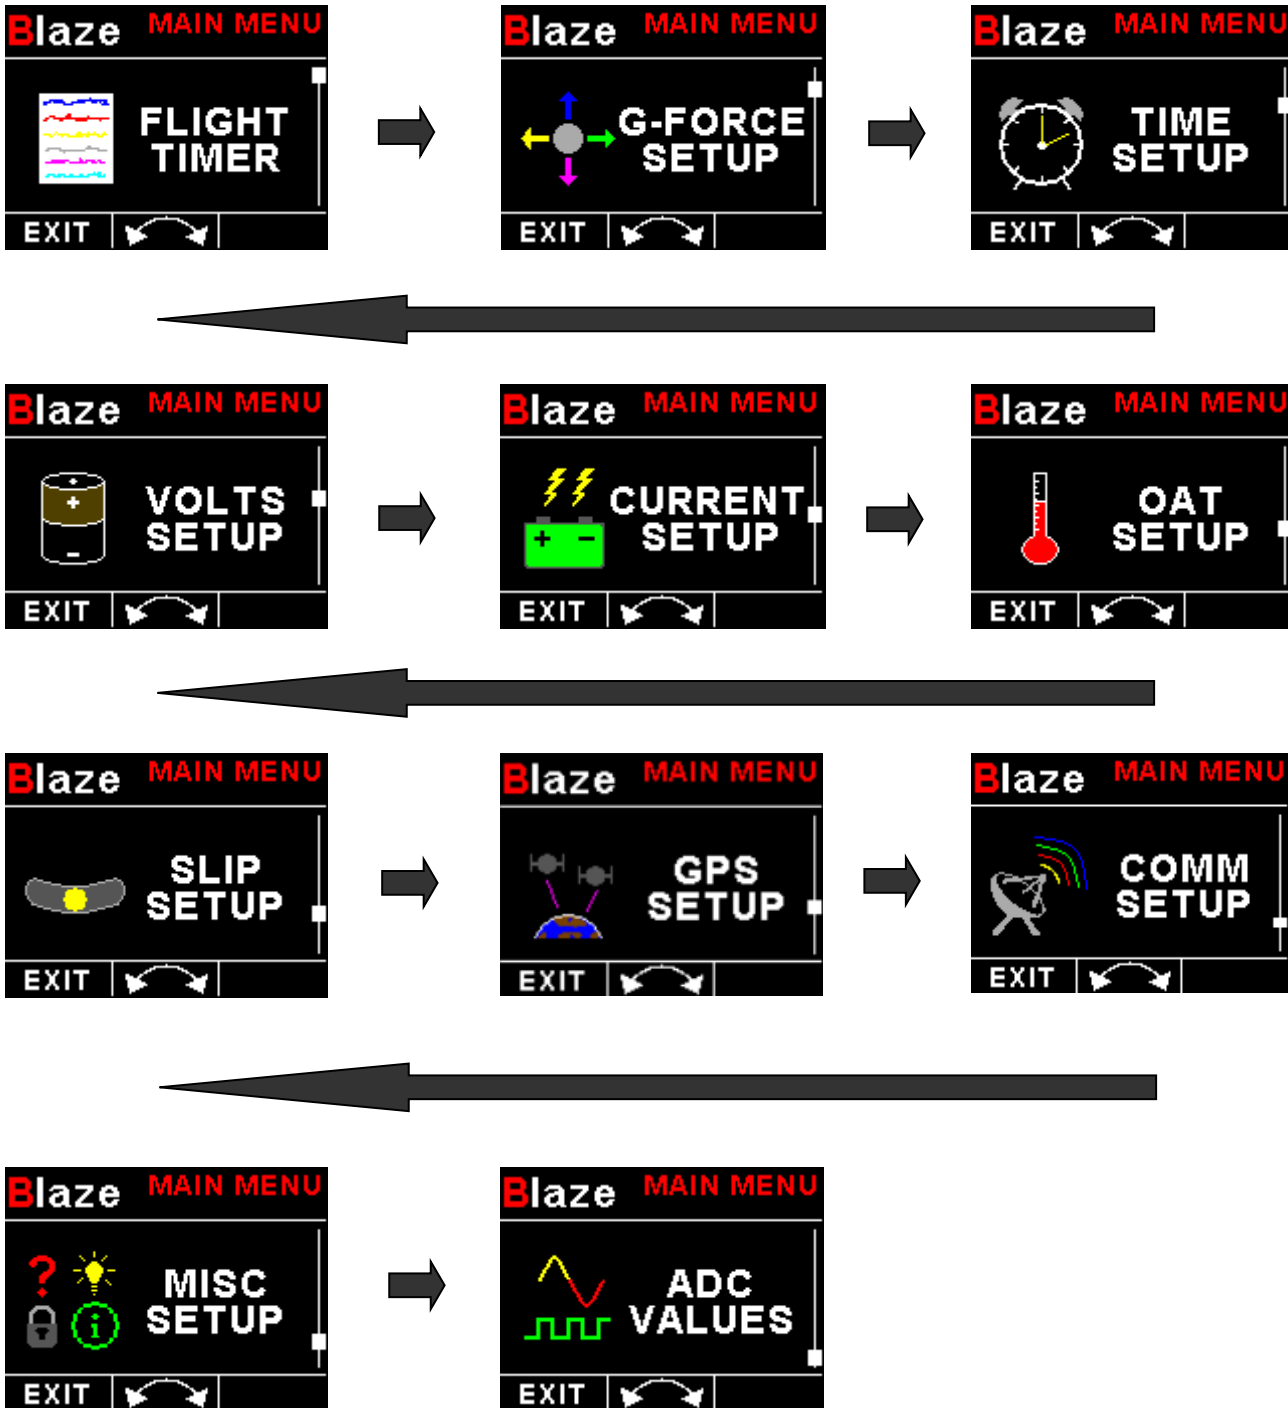 Blaze MAIN MENU
FLIGHT
TIMER
EXIT
Blaze MAIN MENU
G-FORCE
SETUP
EXIT
Blaze MAIN MENU
TIME
SETUP
EXIT
Blaze MAIN MENU
VOLTS
SETUP
EXIT
Blaze MAIN MENU
CURRENT
SETUP
EXIT
Blaze MAIN MENU
OAT
SETUP
EXIT
Blaze MAIN MENU
SLIP
SETUP
EXIT
Blaze MAIN MENU
GPS
SETUP
EXIT
Blaze MAIN MENU
COMM
SETUP
EXIT
Blaze MAIN MENU
MISC
SETUP
EXIT
Blaze MAIN MENU
ADC
VALUES
EXIT